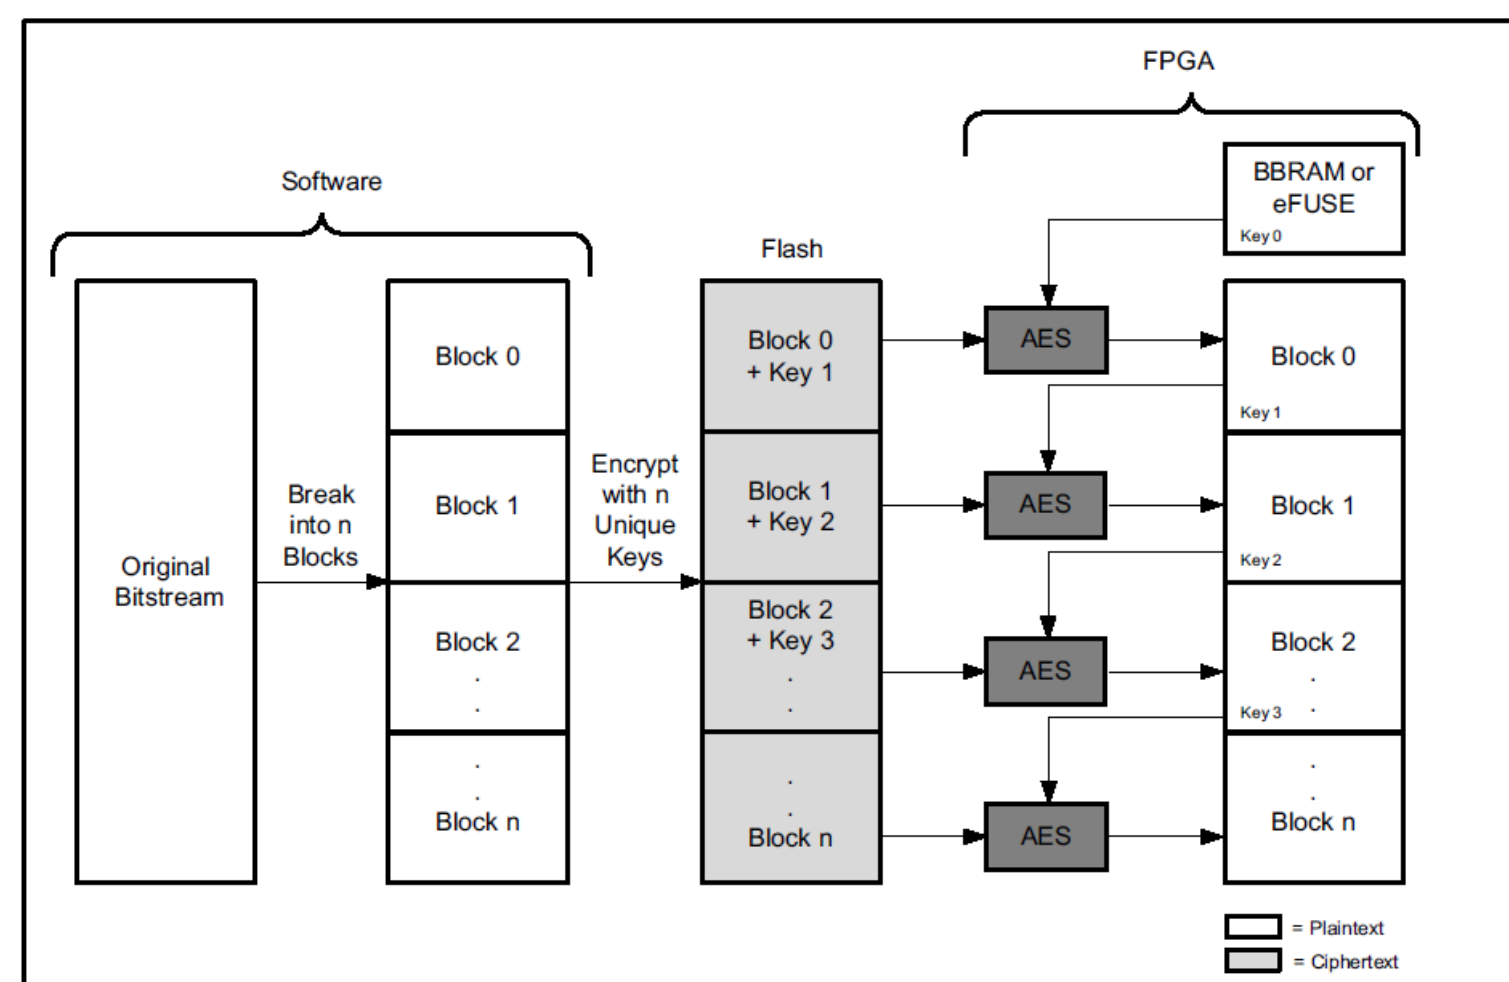 FPGA
Software
BBRAM or
eFUSE
Key 0
Flash
Original
Bitstream
Break
into n
Blocks
Block 0
Block 1
Block 2
.
.
.
.
Block n
Encrypt
with n
Unique
Keys
Block 0
+ Key 1
Block 1
+ Key 2
Block 2
+ Key 3
.
.
.
.
Block n
AES
AES
AES
AES
Block 0
Key 1
Block 1
Key 2
Block 2
.
Key 3 .
.
.
Block n
= Plaintext
= Ciphertext